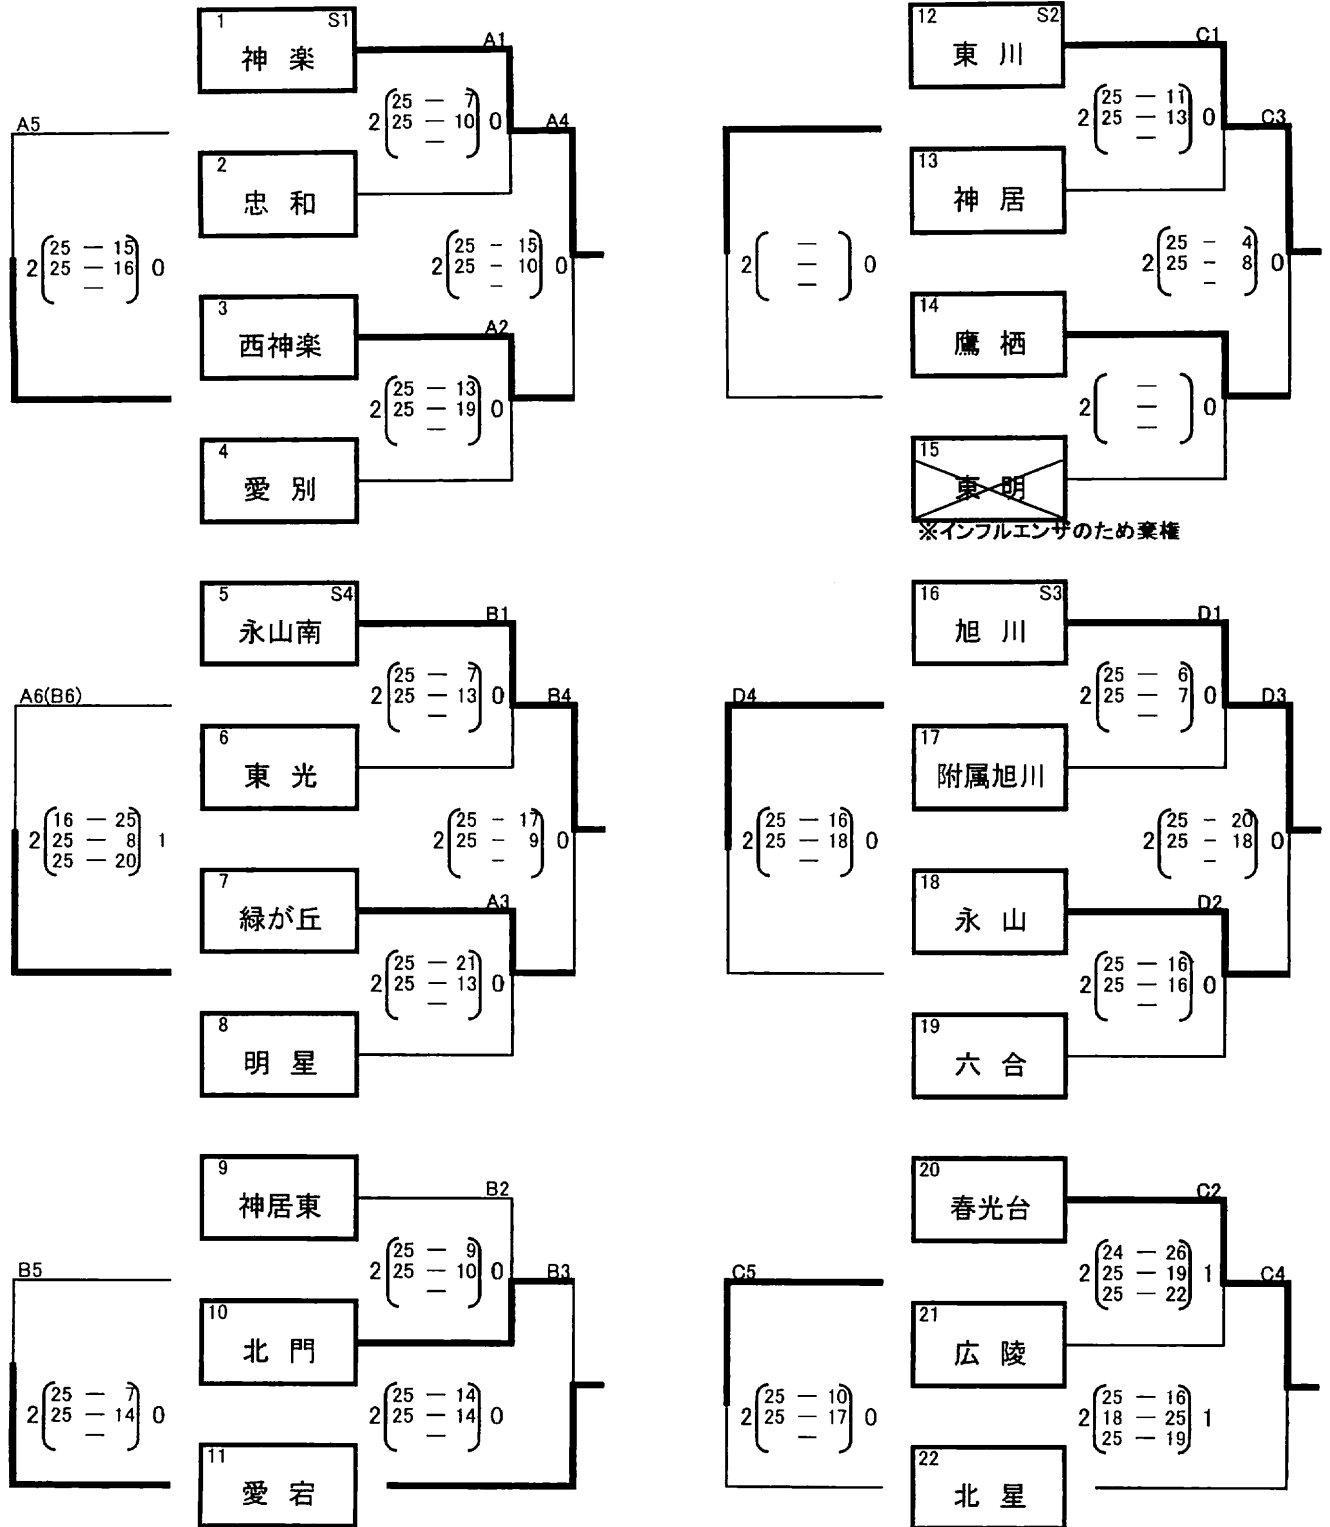 1 S1
神 楽
A1
2 25 — 7 0
25 — 10
—
A4
2
忠 和
A5
2 25 — 15 0
25 — 16
—
2 25 - 15 0
25 - 10
-
3
西神楽
A2
2 25 — 13 0
25 — 19
—
4
愛 別
5 S4
永山南
B1
2 25 — 7 0
25 — 13
—
B4
6
東 光
A6(B6)
2 16 — 25 1
25 — 8
25 — 20
2 25 - 17 0
25 - 9
-
7
緑が丘
A3
2 25 — 21 0
25 — 13
—
8
明 星
9
神居東
B2
2 25 — 9 0
25 — 10
—
B3
10
北 門
B5
2 25 — 7 0
25 — 14
—
2 25 — 14 0
25 — 14
—
11
愛 宕
12 S2
東 川
C1
2 25 — 11 0
25 — 13
—
C3
13
神 居
2 — 0
—
—
2 25 - 4 0
25 - 8
-
14
鷹 栖
2 — 0
—
—
15
東 明
※インフルエンザのため棄権
16 S3
旭 川
D1
2 25 — 6 0
25 — 7
—
D3
17
附属旭川
D4
2 25 — 16 0
25 — 18
—
2 25 - 20 0
25 - 18
-
18
永 山
D2
2 25 — 16 0
25 — 16
—
19
六 合
20
春光台
C2
2 24 — 26 1
25 — 19
25 — 22
C4
21
広 陵
C5
2 25 — 10 0
25 — 17
—
2 25 — 16 1
18 — 25
25 — 19
22
北 星